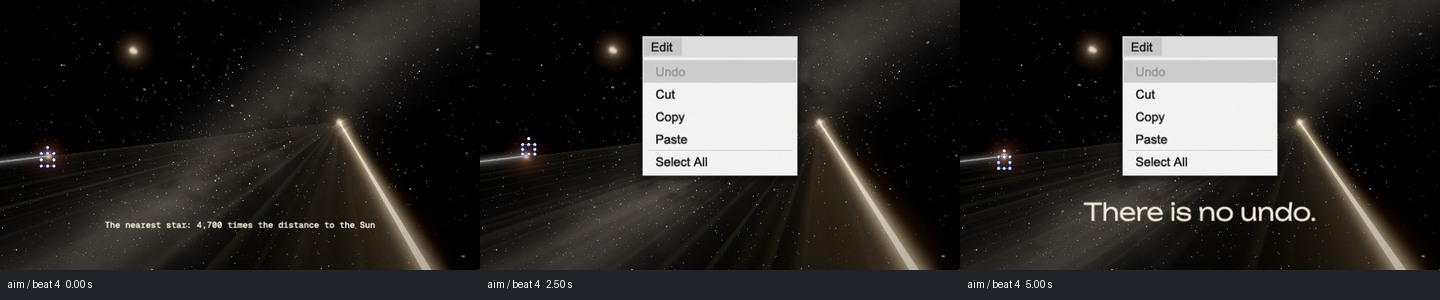 The nearest star: 4,700 times the distance to the Sun
aim / beat 4 0.00 s
Edit
Undo
Cut
Copy
Paste
Select All
aim / beat 4 2.50 s
Edit
Undo
Cut
Copy
Paste
Select All
There is no undo.
aim / beat 4 5.00 s